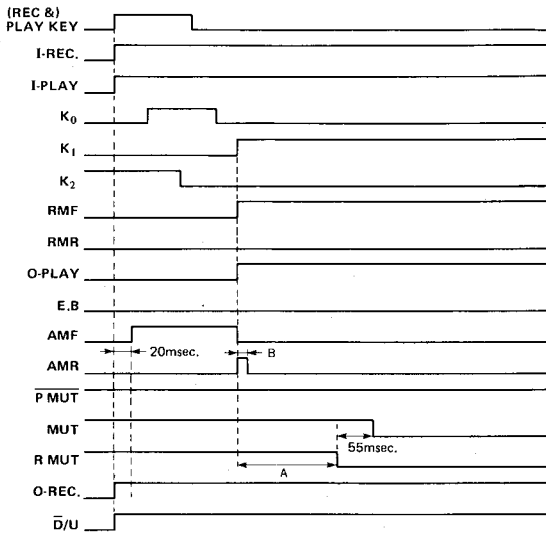 (REC &)
PLAY KEY
I-REC.
I-PLAY
K₀
K₁
K₂
RMF
RMR
O-PLAY
E.B
AMF
20msec.
B
AMR
P MUT
MUT
55msec.
R MUT
A
O-REC.
D̅/U